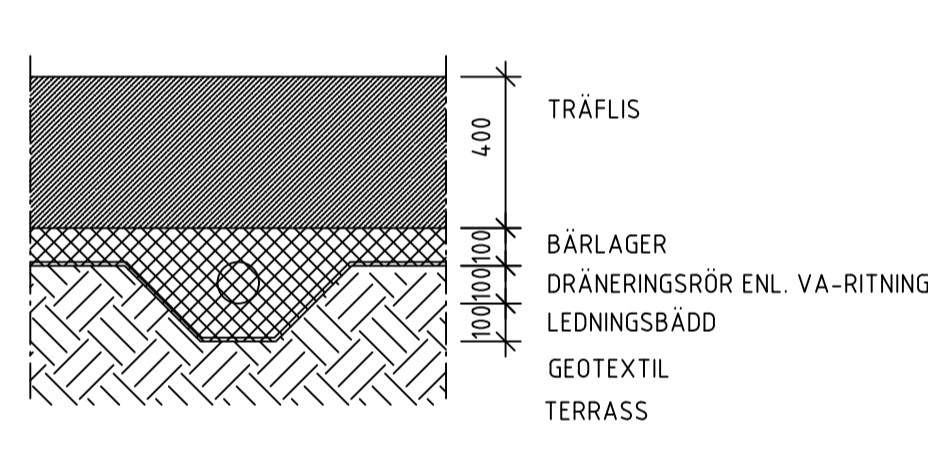 TRÄFLIS
400
100
BÄRLAGER
100
DRÄNERINGSRÖR ENL. VA-RITNING
100
LEDNINGSBÄDD
GEOTEXTIL
TERRASS